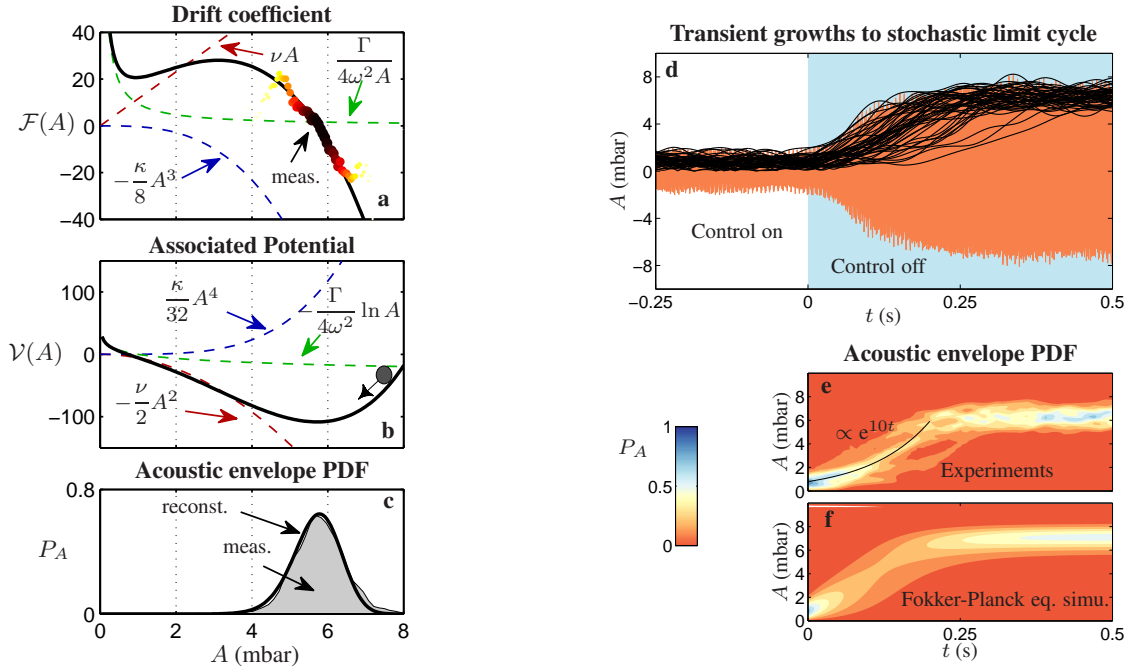 Drift coefficient
40
20
0
−20
−40
F(A)
νA
Γ
4ω²A
meas.
−κ/8 A³
a
Associated Potential
100
0
−100
V(A)
κ/32 A⁴
−Γ/4ω² ln A
−ν/2 A²
b
Acoustic envelope PDF
0.8
0
P_A
reconst.
meas.
c
0 2 4 6 8
A (mbar)
Transient growths to stochastic limit cycle
d
8
4
0
−4
−8
A (mbar)
Control on
Control off
−0.25 0 0.25 0.5
t (s)
Acoustic envelope PDF
P_A
1
0.5
0
e
8
6
4
2
0
A (mbar)
∝ e¹⁰ᵗ
Experimemts
f
8
6
4
2
0
A (mbar)
Fokker-Planck eq. simu.
0 0.25 0.5
t (s)